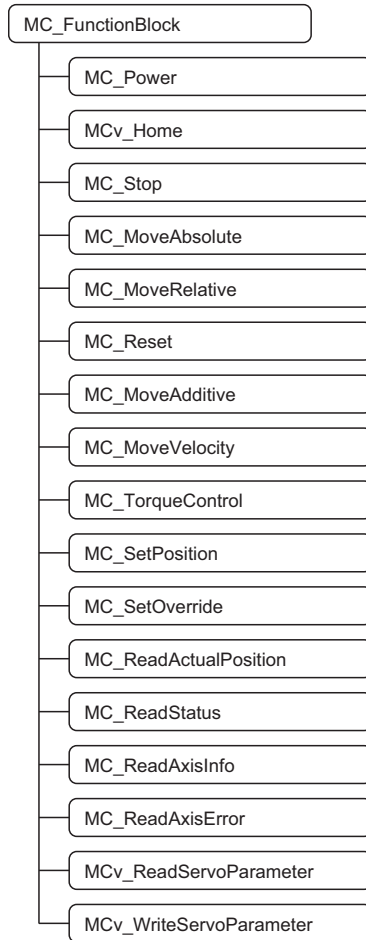 MC_FunctionBlock
MC_Power
MCv_Home
MC_Stop
MC_MoveAbsolute
MC_MoveRelative
MC_Reset
MC_MoveAdditive
MC_MoveVelocity
MC_TorqueControl
MC_SetPosition
MC_SetOverride
MC_ReadActualPosition
MC_ReadStatus
MC_ReadAxisInfo
MC_ReadAxisError
MCv_ReadServoParameter
MCv_WriteServoParameter